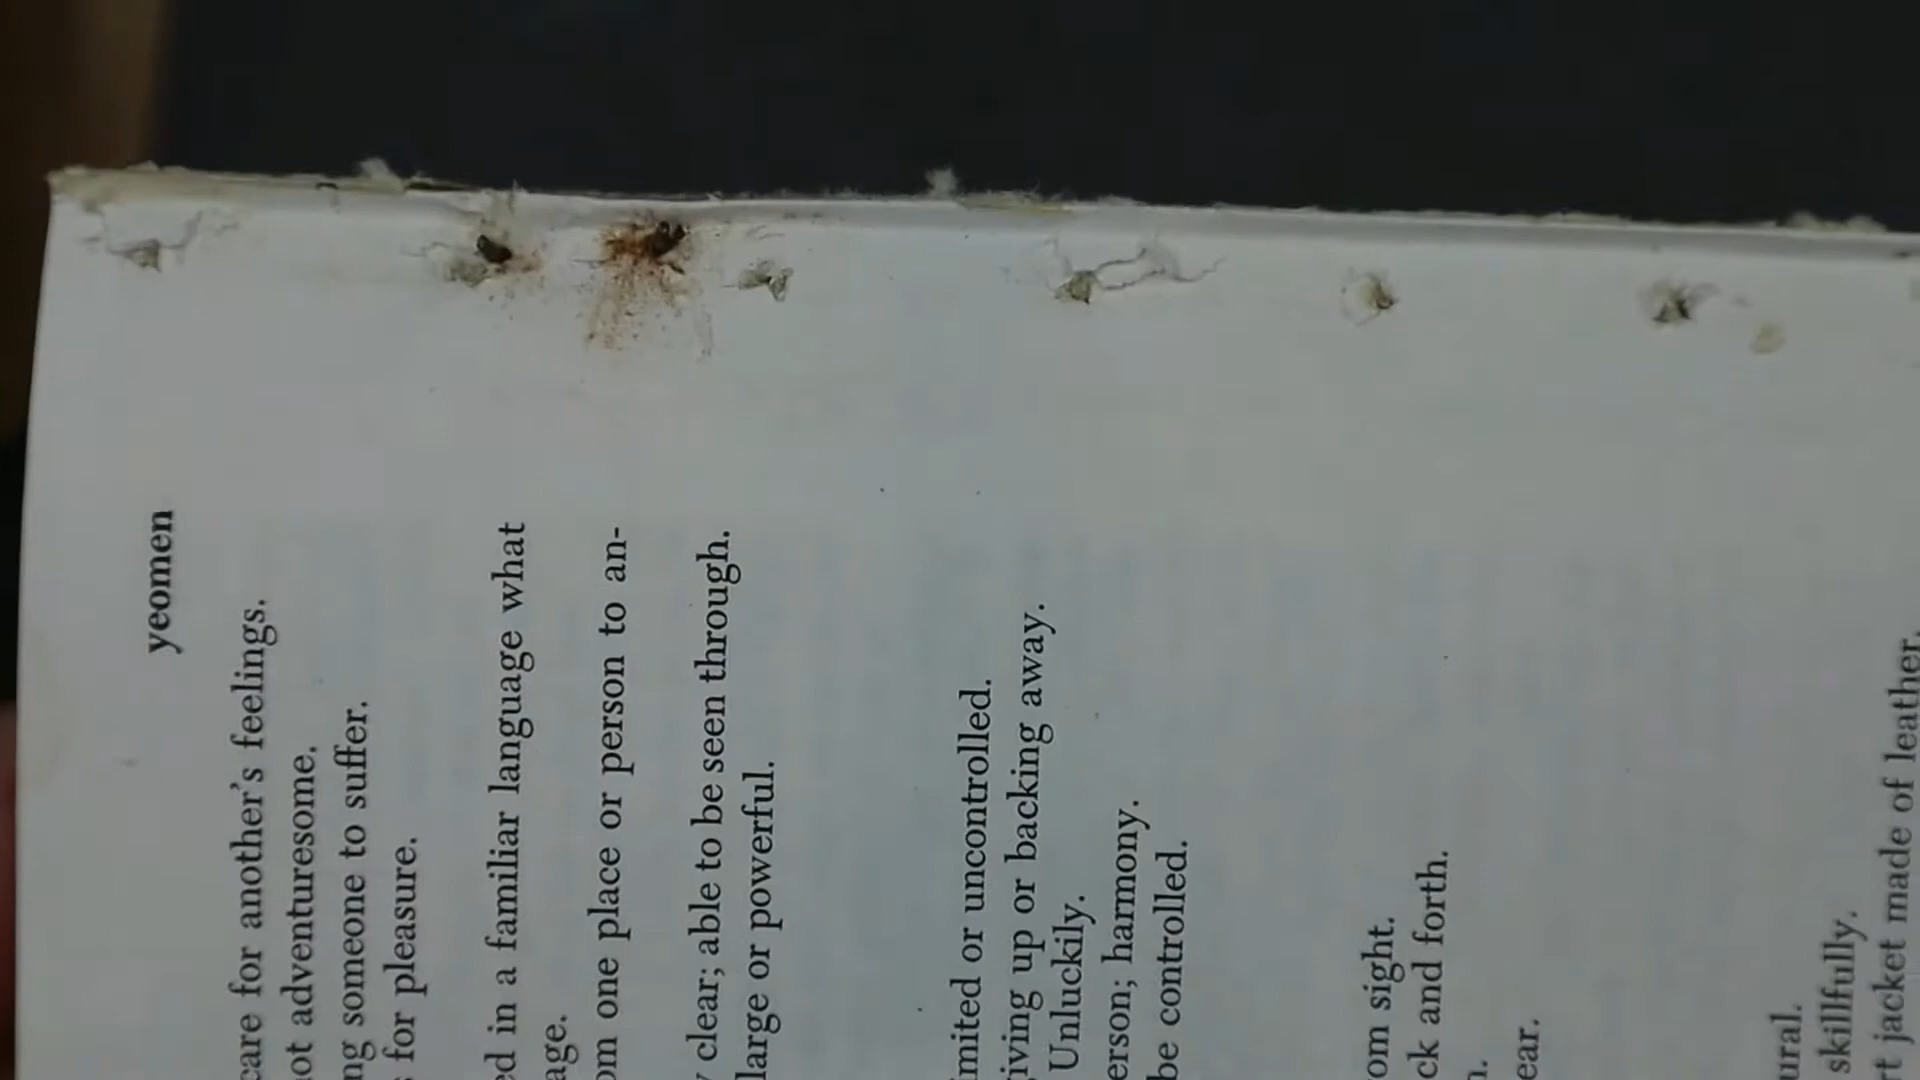 yeomen
care for another's feelings.
ot adventuresome.
ng someone to suffer.
for pleasure.
ed in a familiar language what
age.
om one place or person to an-
clear; able to be seen through.
large or powerful.
mited or uncontrolled.
iving up or backing away.
Unluckily.
erson; harmony.
be controlled.
om sight.
ck and forth.
n.
ear.
ural.
skillfully.
rt jacket made of leather.